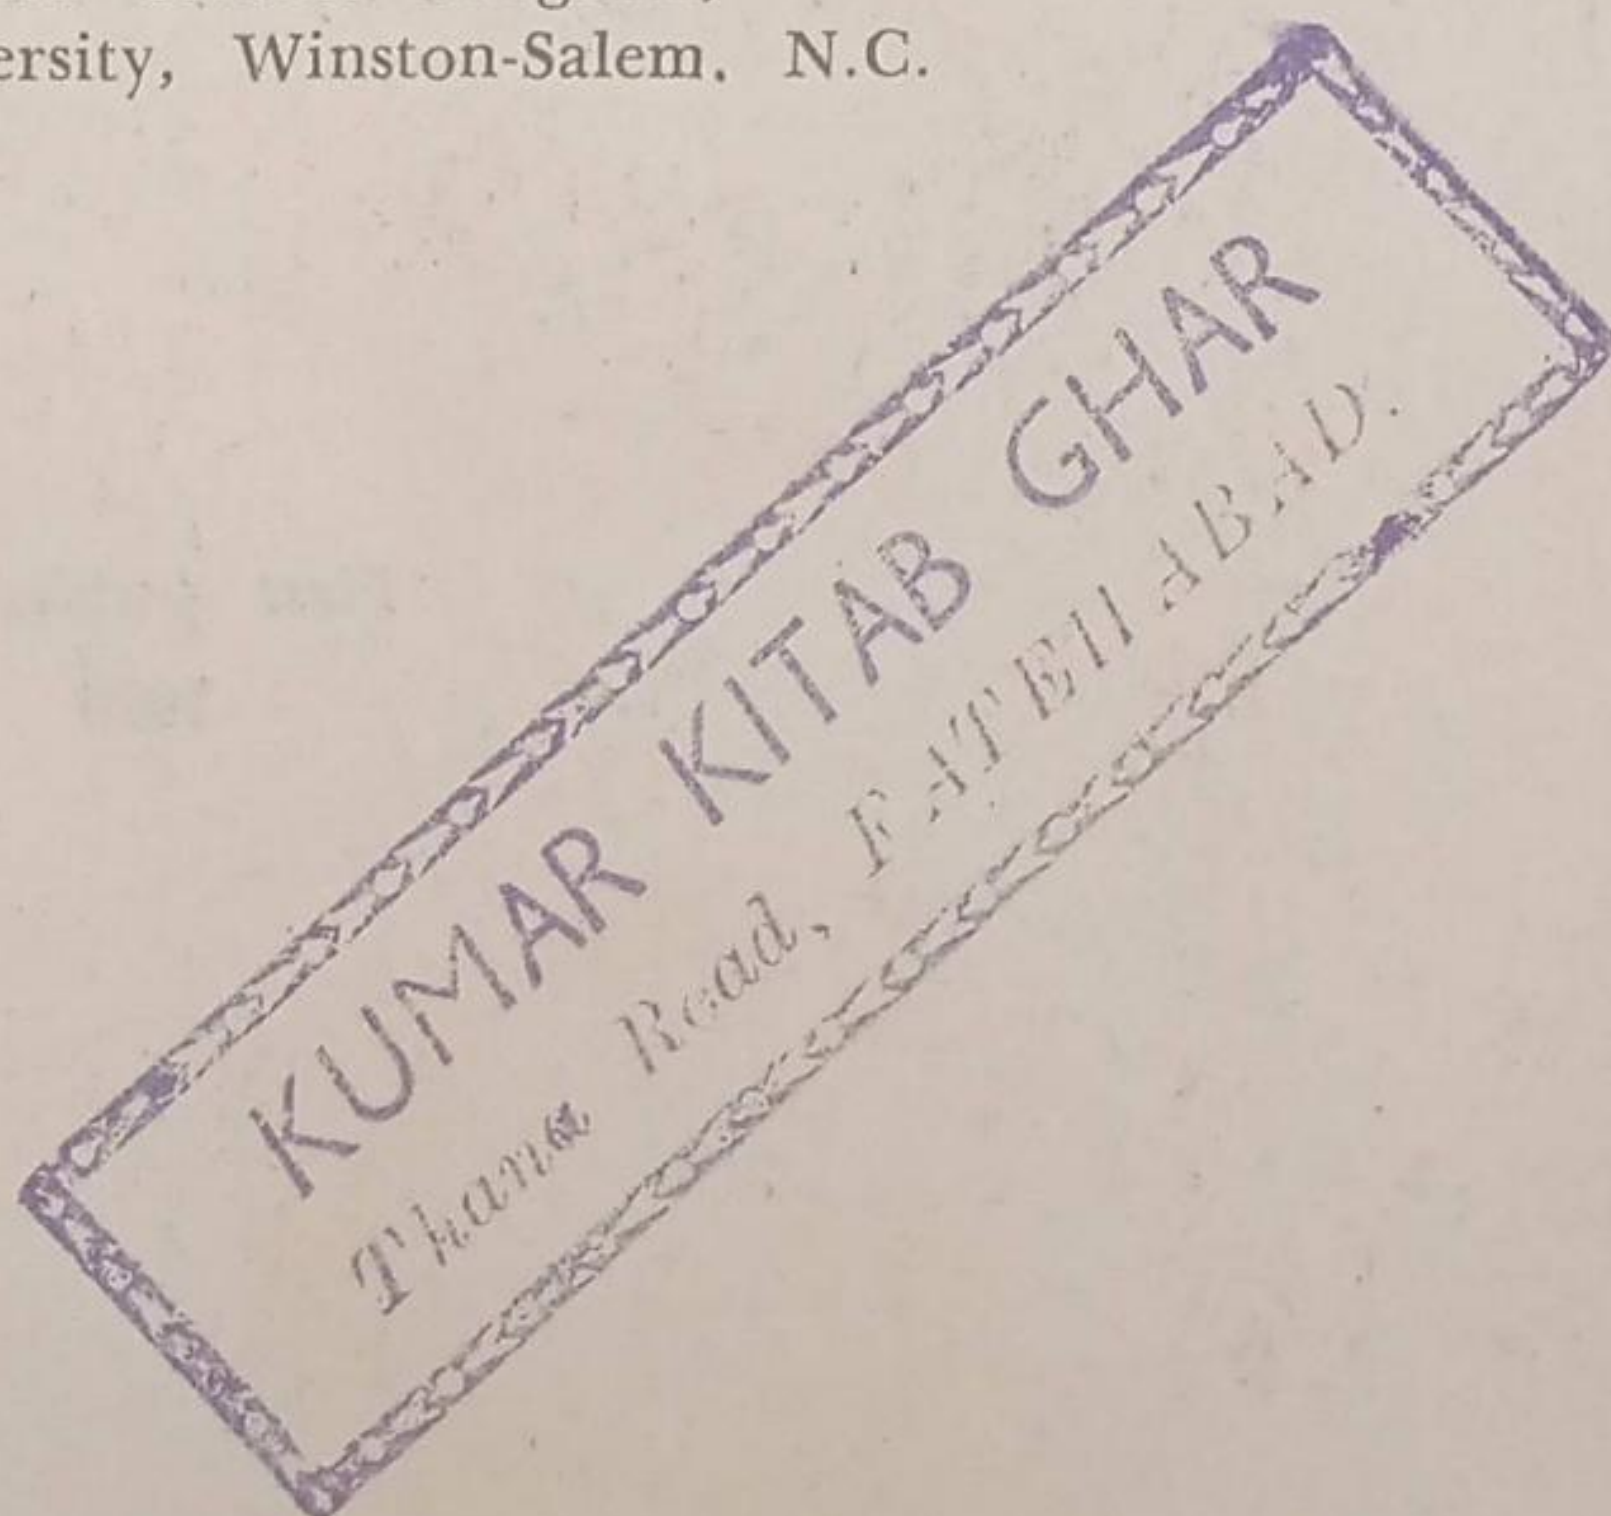 ersity, Winston-Salem. N.C.
KUMAR KITAB GHAR
Thana Road, FATEHABAD.